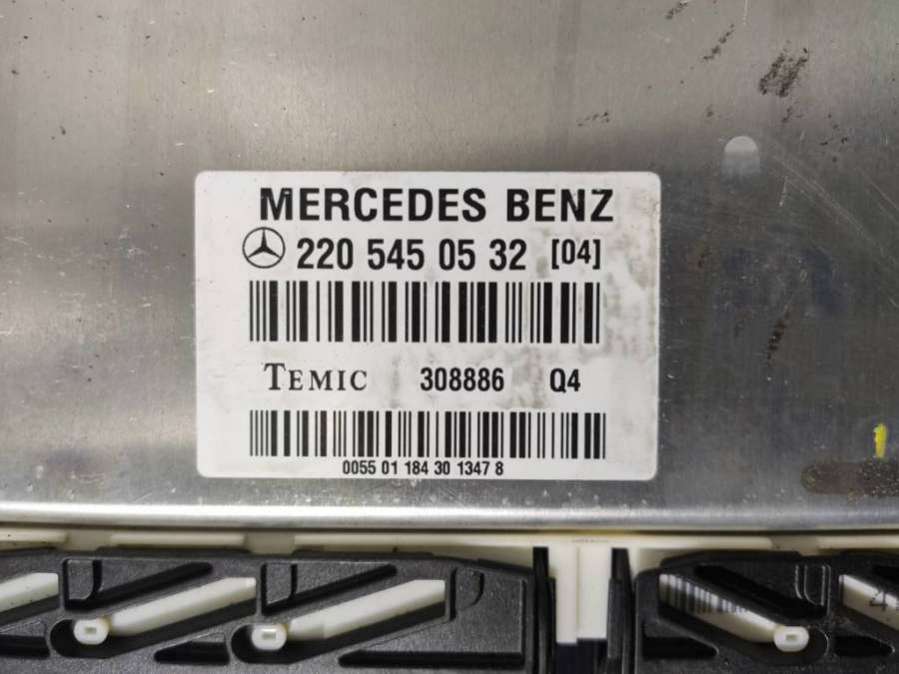 MERCEDES BENZ
220 545 05 32 [04]
TEMIC 308886 Q4
0055 01 184 30 1347 8